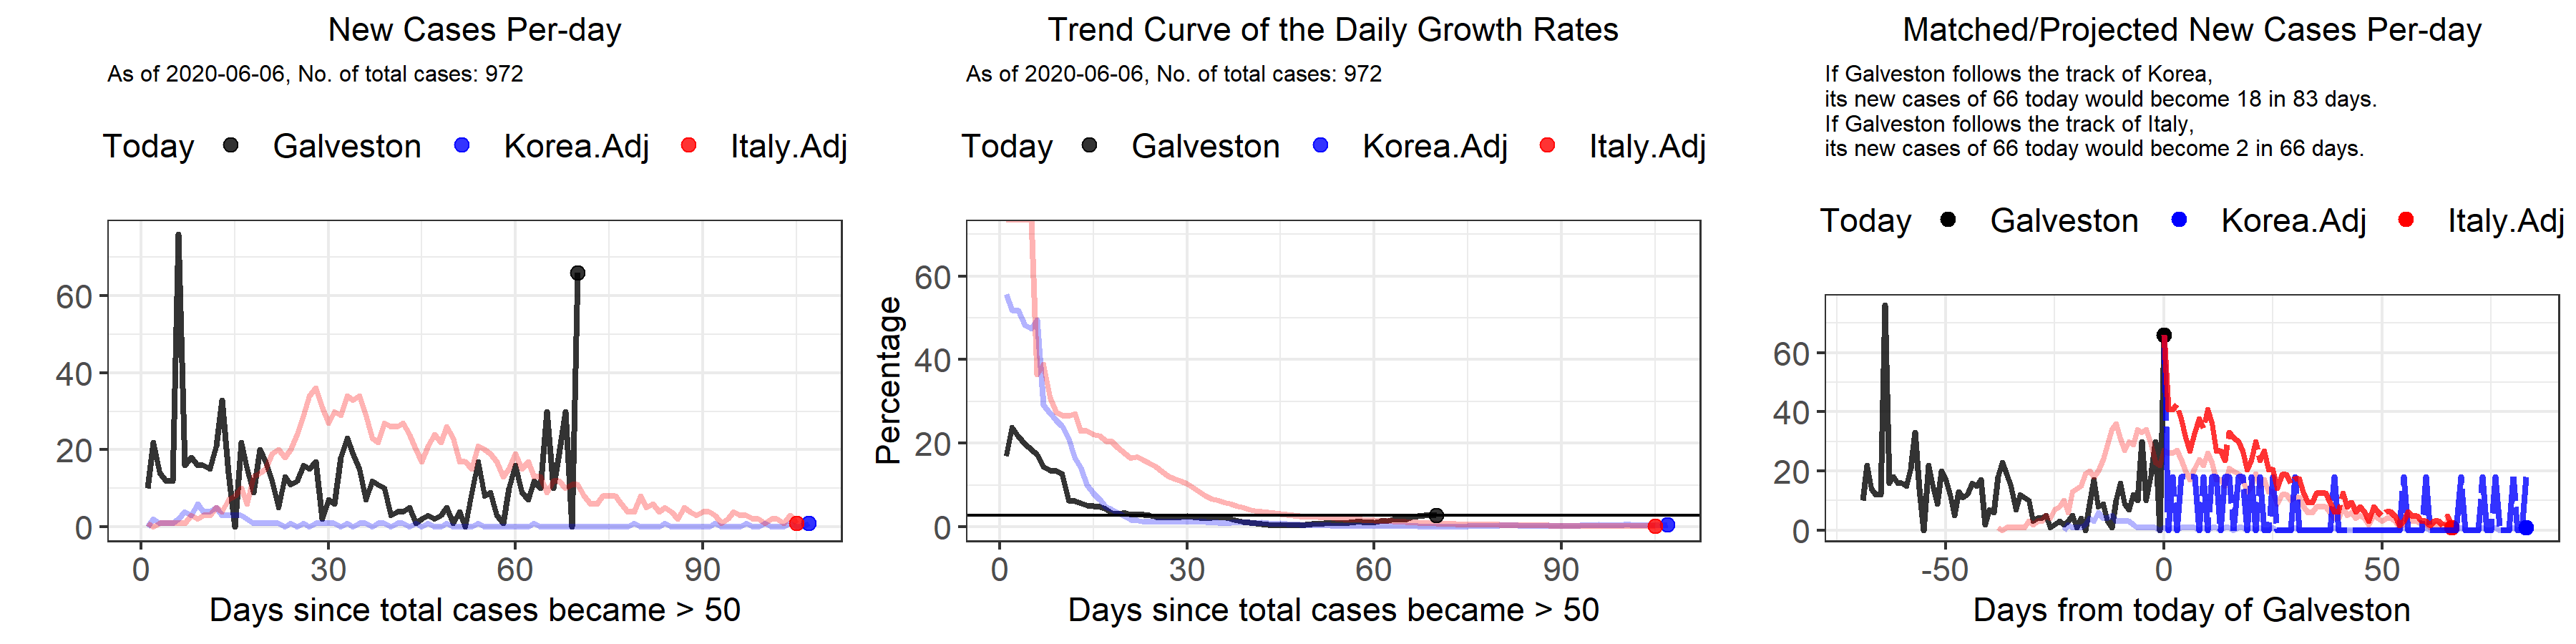 New Cases Per-day
As of 2020-06-06, No. of total cases: 972
Today Galveston Korea.Adj Italy.Adj
60
40
20
0
0 30 60 90
Days since total cases became > 50
Trend Curve of the Daily Growth Rates
As of 2020-06-06, No. of total cases: 972
Today Galveston Korea.Adj Italy.Adj
Percentage
60
40
20
0
0 30 60 90
Days since total cases became > 50
Matched/Projected New Cases Per-day
If Galveston follows the track of Korea,
its new cases of 66 today would become 18 in 83 days.
If Galveston follows the track of Italy,
its new cases of 66 today would become 2 in 66 days.
Today Galveston Korea.Adj Italy.Adj
60
40
20
0
-50 0 50
Days from today of Galveston